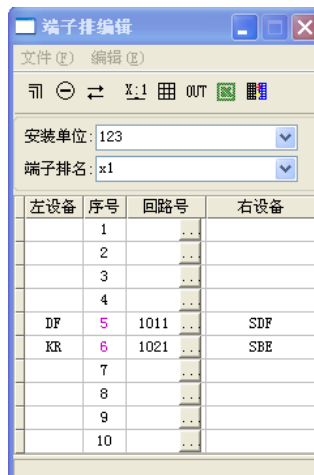 端子排编辑
文件(F) 编辑(E)
X:1 OUT
安装单位: 123
端子排名: x1
左设备 序号 回路号 右设备
1 ...
2 ...
3 ...
4 ...
DF 5 1011 ... SDF
KR 6 1021 ... SBE
7 ...
8 ...
9 ...
10 ...